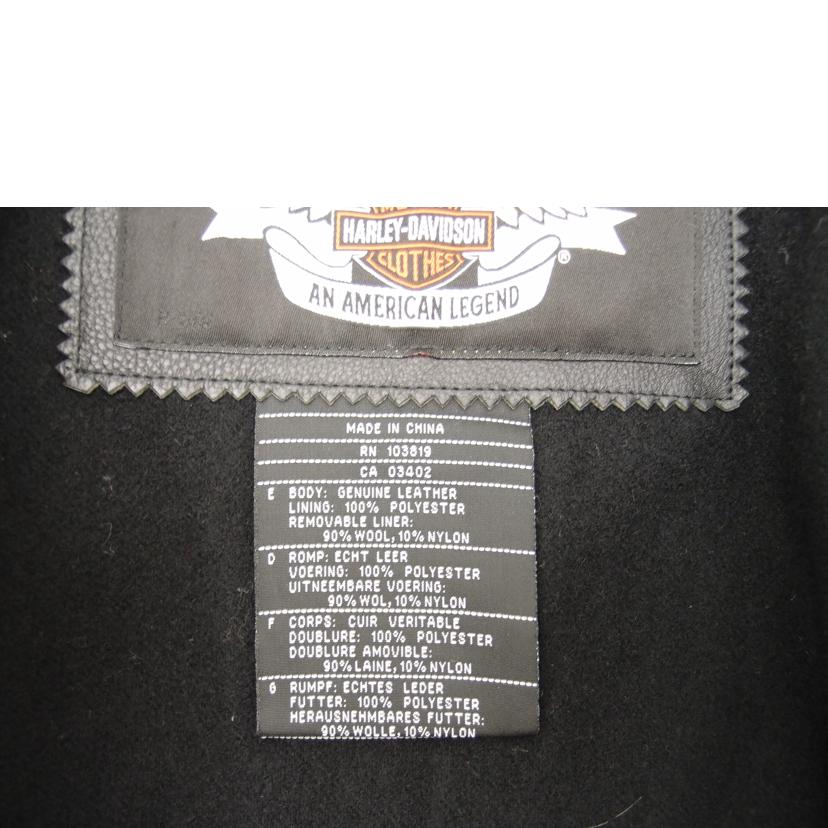 HARLEY-DAVIDSON
CLOTHES
®
AN AMERICAN LEGEND
MADE IN CHINA
RN 103819
CA 03402
E BODY: GENUINE LEATHER
LINING: 100% POLYESTER
REMOVABLE LINER:
90% WOOL, 10% NYLON
D ROMP: ECHT LEER
VOERING: 100% POLYESTER
UITNEEMBARE VOERING:
90% WOL, 10% NYLON
F CORPS: CUIR VERITABLE
DOUBLURE: 100% POLYESTER
DOUBLURE AMOVIBLE:
90% LAINE, 10% NYLON
G RUMPF: ECHTES LEDER
FUTTER: 100% POLYESTER
HERAUSNEHMBARES FUTTER:
90% WOLLE, 10% NYLON